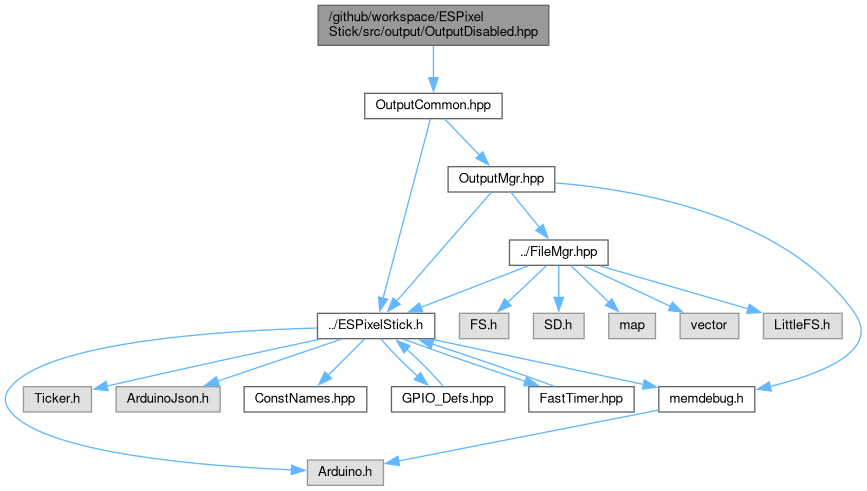 /github/workspace/ESPixel
Stick/src/output/OutputDisabled.hpp
OutputCommon.hpp
OutputMgr.hpp
../FileMgr.hpp
../ESPixelStick.h
FS.h
SD.h
map
vector
LittleFS.h
Ticker.h
ArduinoJson.h
ConstNames.hpp
GPIO_Defs.hpp
FastTimer.hpp
memdebug.h
Arduino.h